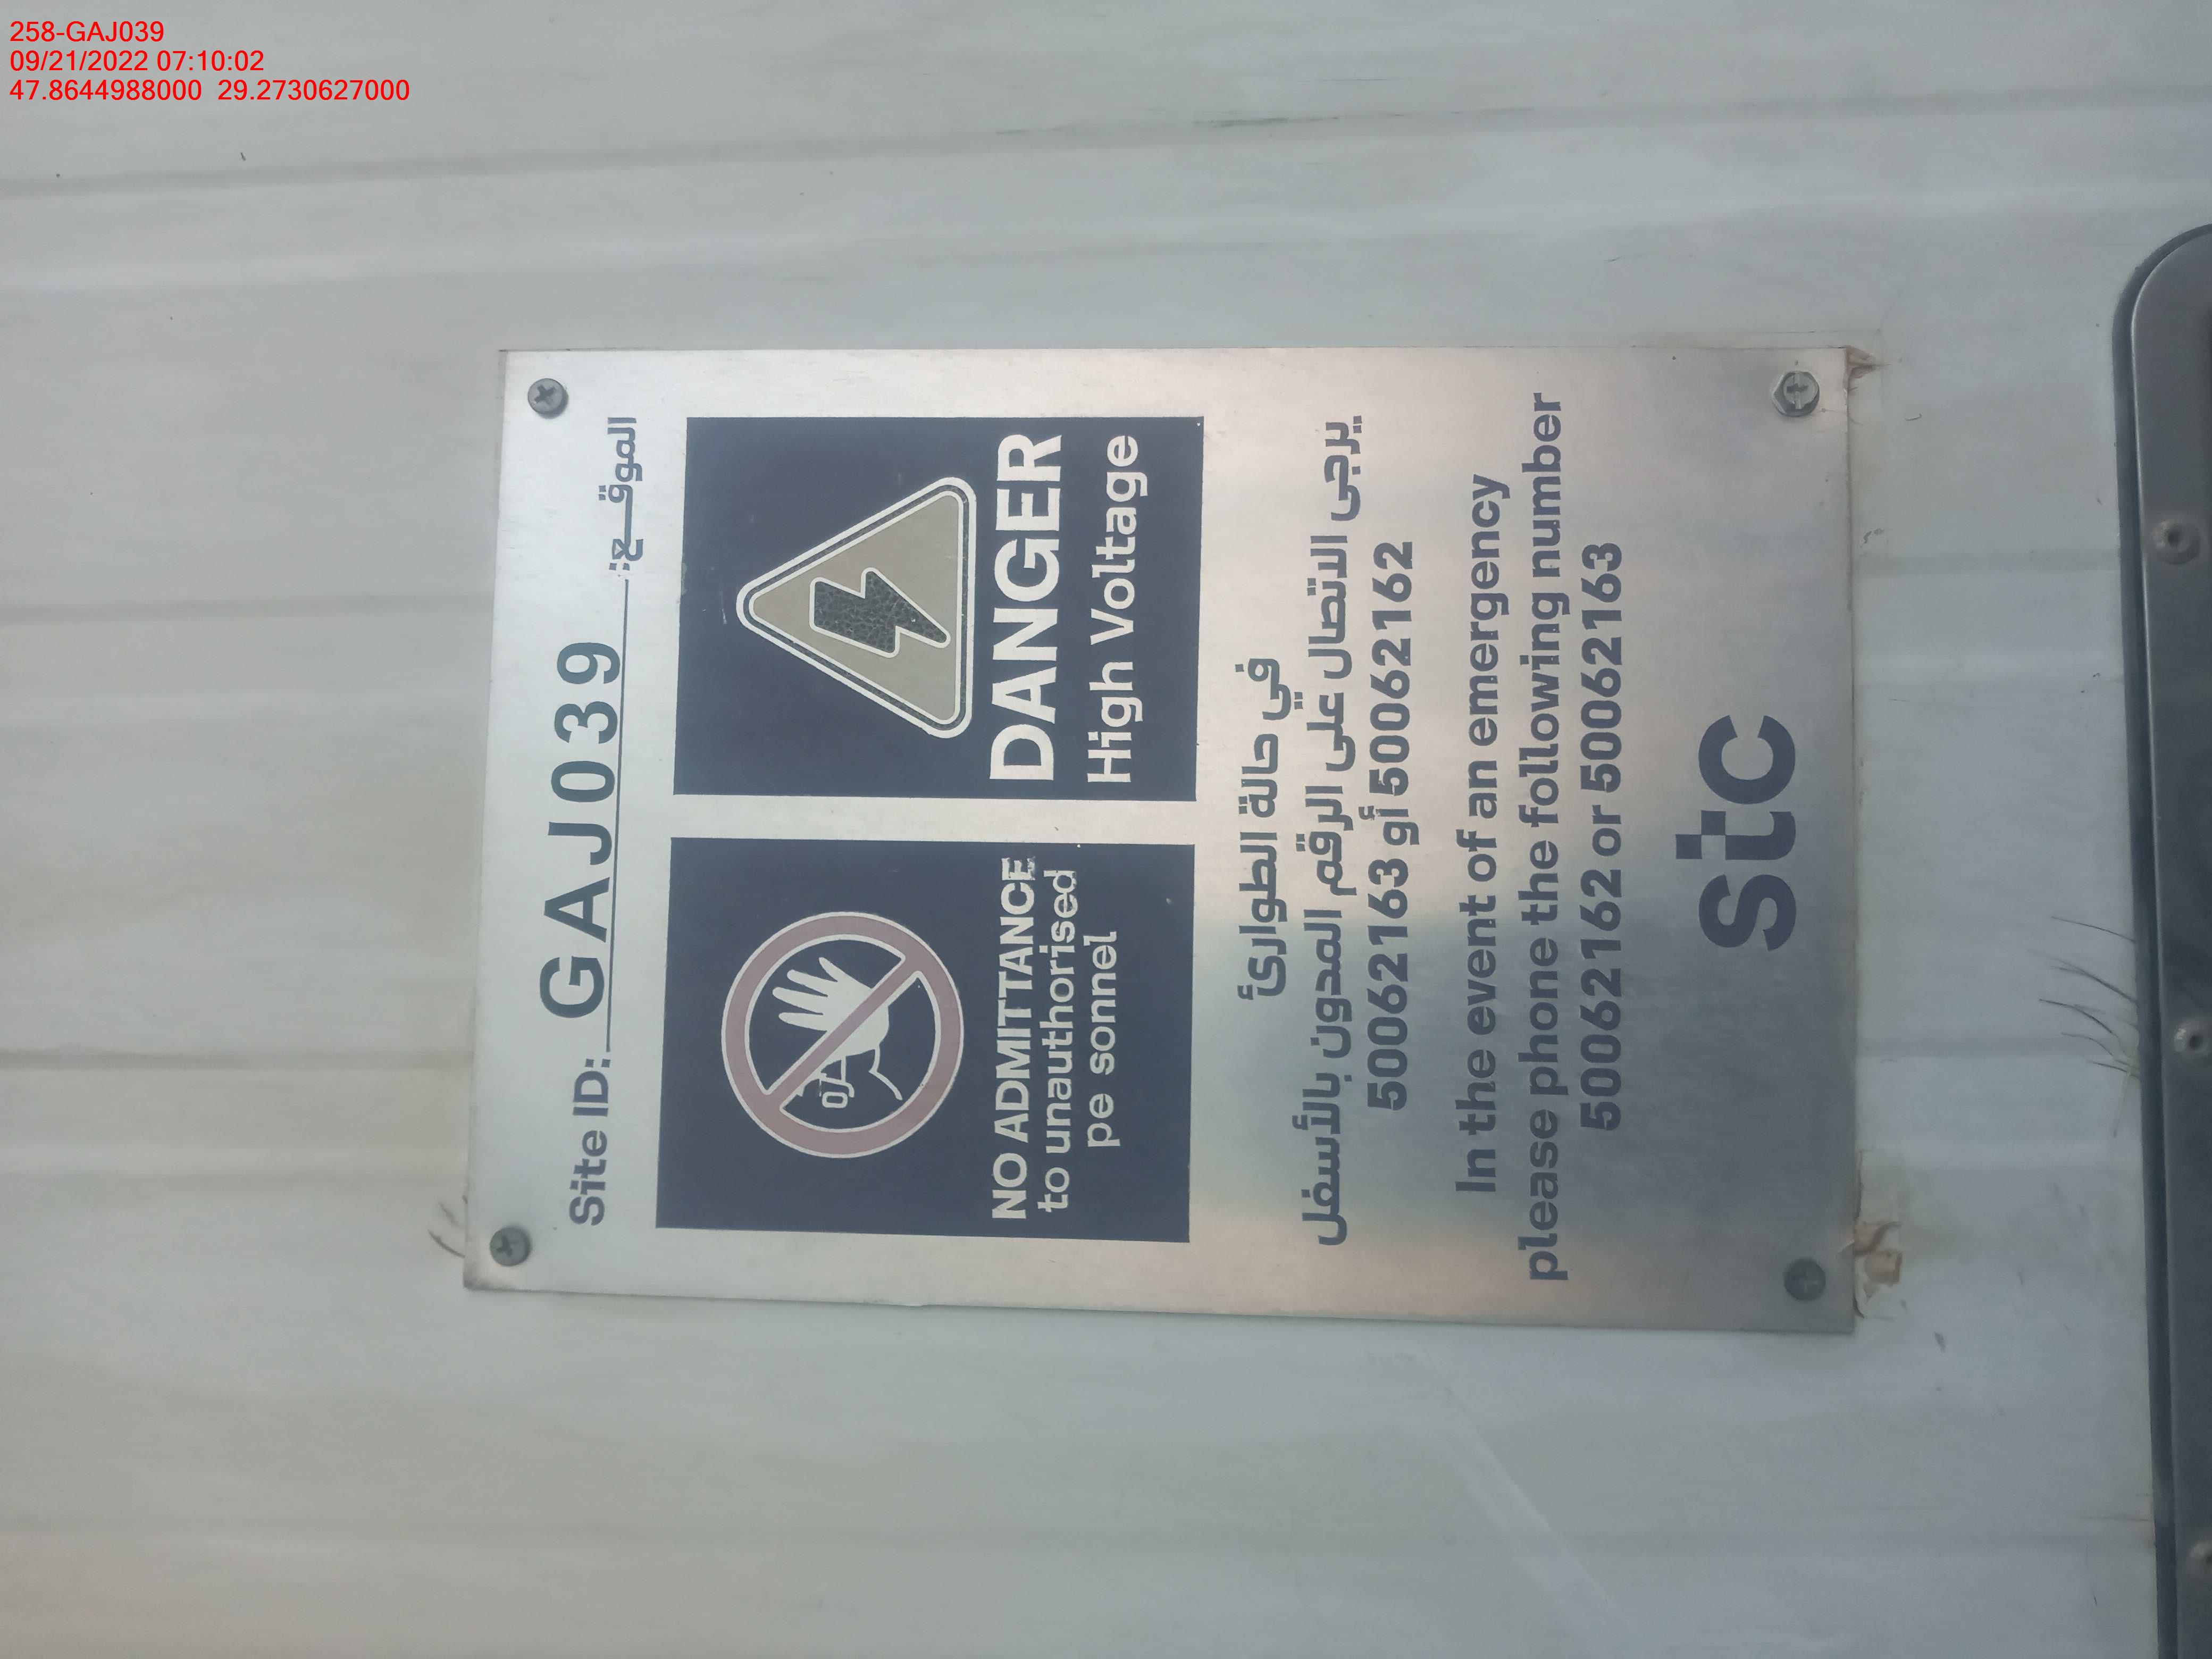 258-GAJ039
09/21/2022 07:10:02
47.8644988000 29.2730627000
Site ID: GAJ039 الموقـــع:
NO ADMITTANCE
to unauthorised
pe sonnel
DANGER
High Voltage
في حالة الطوارئ
يرجى الاتصال على الرقم المدون بالأسفل
50062163 أو 50062162
In the event of an emergency
please phone the following number
50062162 or 50062163
stc